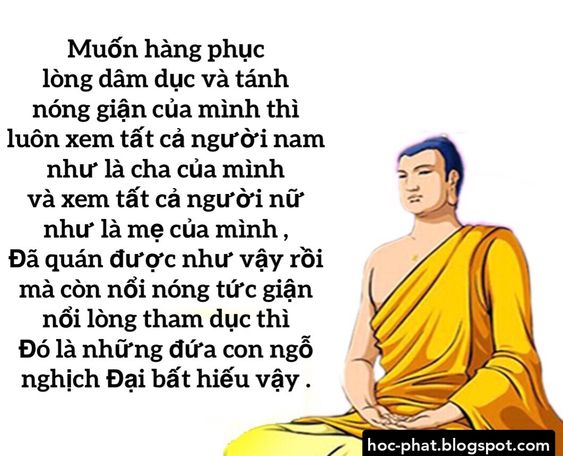 Muốn hàng phục
lòng dâm dục và tánh
nóng giận của mình thì
luôn xem tất cả người nam
như là cha của mình
và xem tất cả người nữ
như là mẹ của mình ,
Đã quán được như vậy rồi
mà còn nổi nóng tức giận
nổi lòng tham dục thì
Đó là những đứa con ngỗ
nghịch Đại bất hiếu vậy .
hoc-phat.blogspot.com